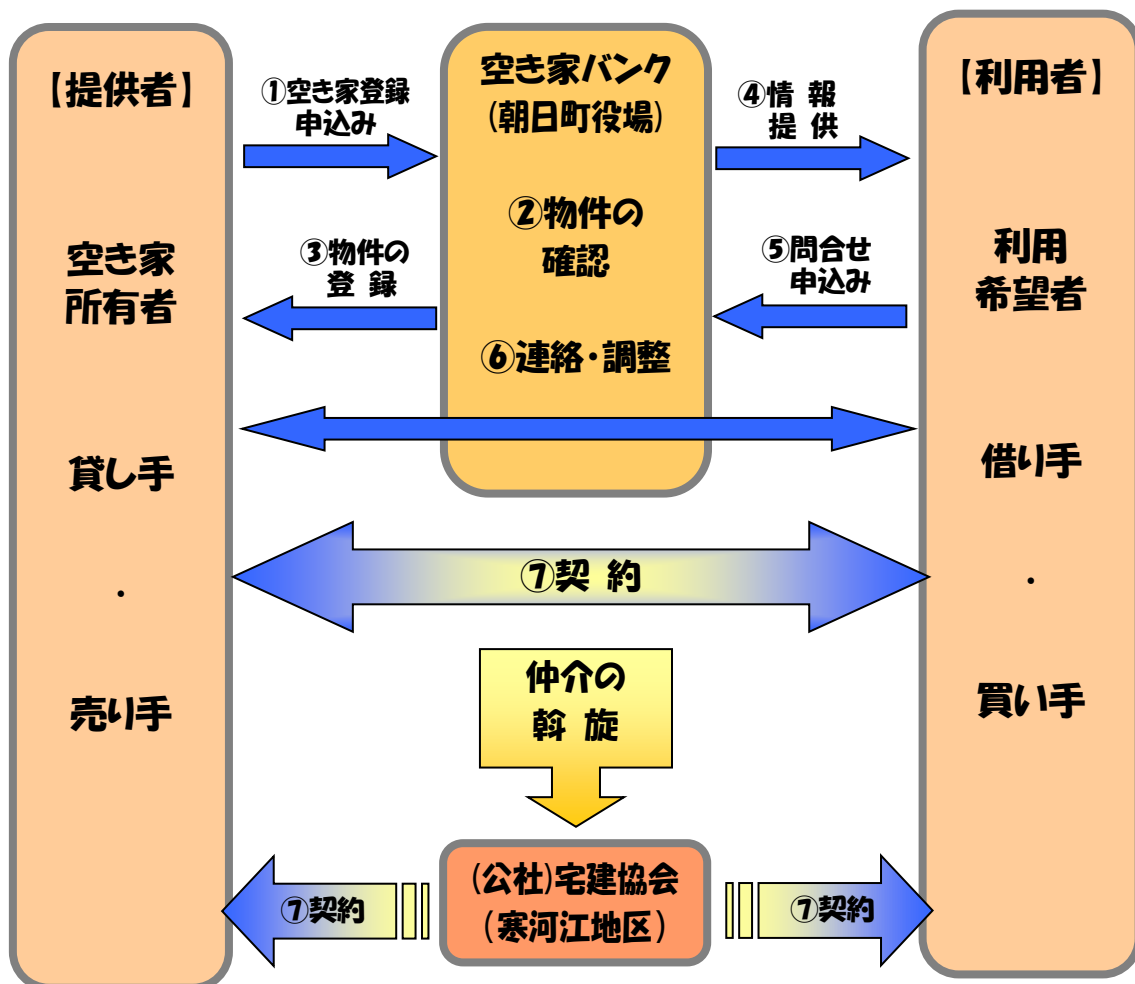 【提供者】
空き家
所有者
貸し手
・
売り手
①空き家登録
申込み
③物件の
登 録
空き家バンク
(朝日町役場)
②物件の
確認
⑥連絡・調整
④情 報
提 供
⑤問合せ
申込み
【利用者】
利用
希望者
借り手
・
買い手
⑦契 約
仲介の
斡 旋
(公社)宅建協会
(寒河江地区)
⑦契約
⑦契約